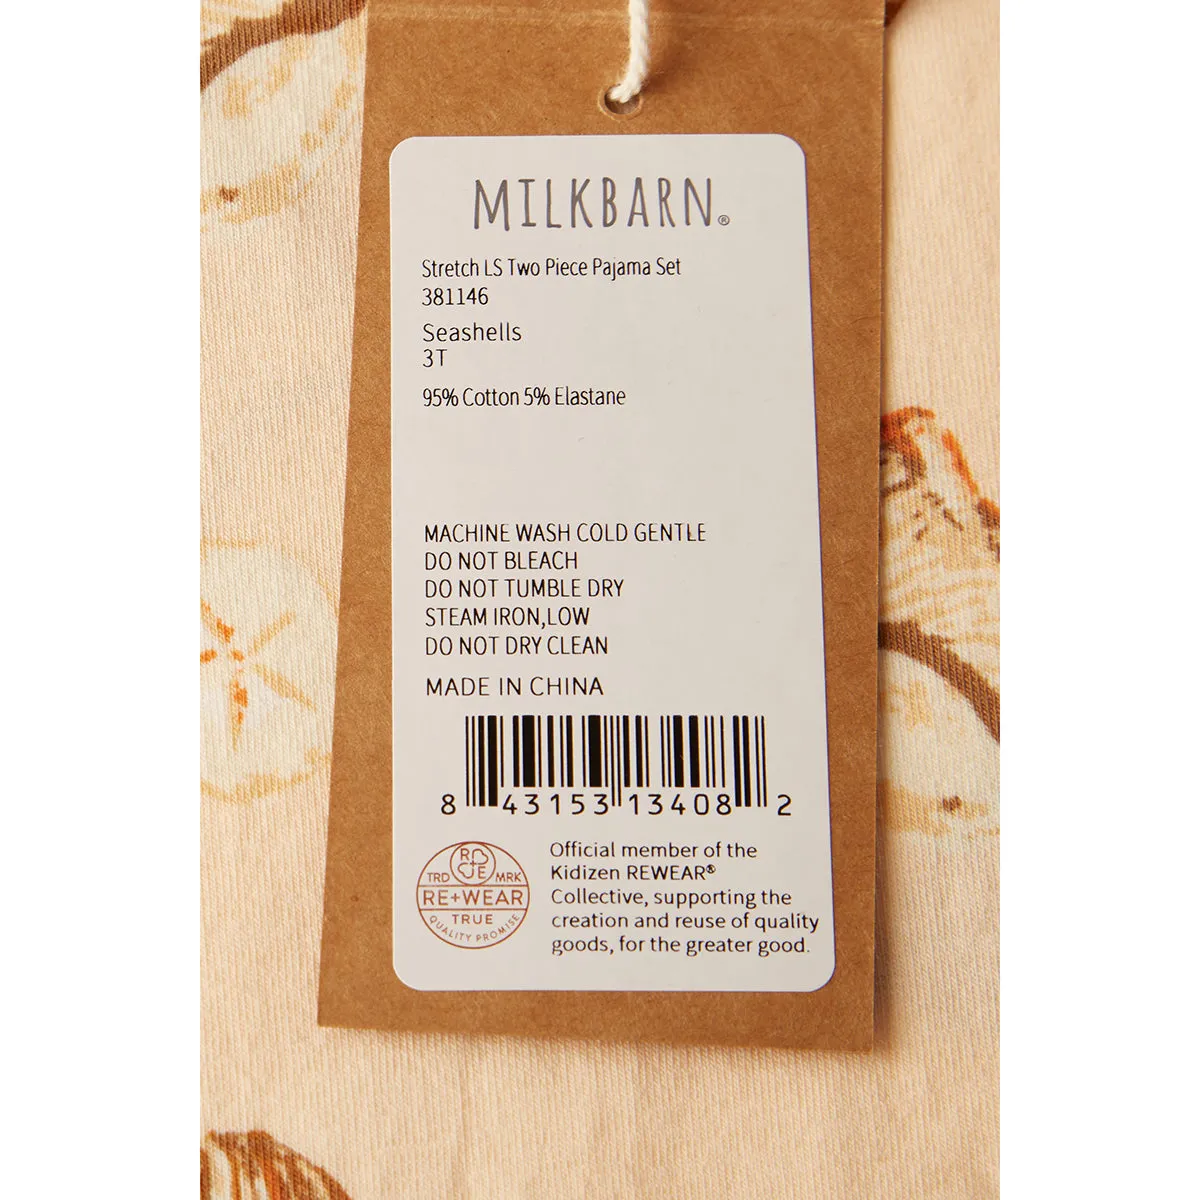 MILKBARN®
Stretch LS Two Piece Pajama Set
381146
Seashells
3T
95% Cotton 5% Elastane
MACHINE WASH COLD GENTLE
DO NOT BLEACH
DO NOT TUMBLE DRY
STEAM IRON,LOW
DO NOT DRY CLEAN
MADE IN CHINA
8 43153 13408 2
R
E
TRD MRK
RE+WEAR
TRUE
QUALITY PROMISE
Official member of the
Kidizen REWEAR®
Collective, supporting the
creation and reuse of quality
goods, for the greater good.